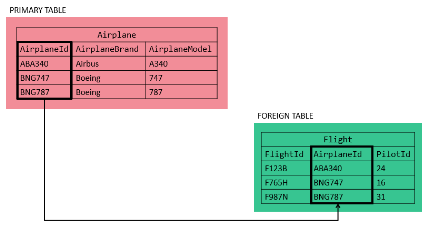 PRIMARY TABLE
Airplane
AirplaneId AirplaneBrand AirplaneModel
ABA340 Airbus A340
BNG747 Boeing 747
BNG787 Boeing 787
FOREIGN TABLE
Flight
FlightId AirplaneId PilotId
F123B ABA340 24
F765H BNG747 16
F987N BNG787 31